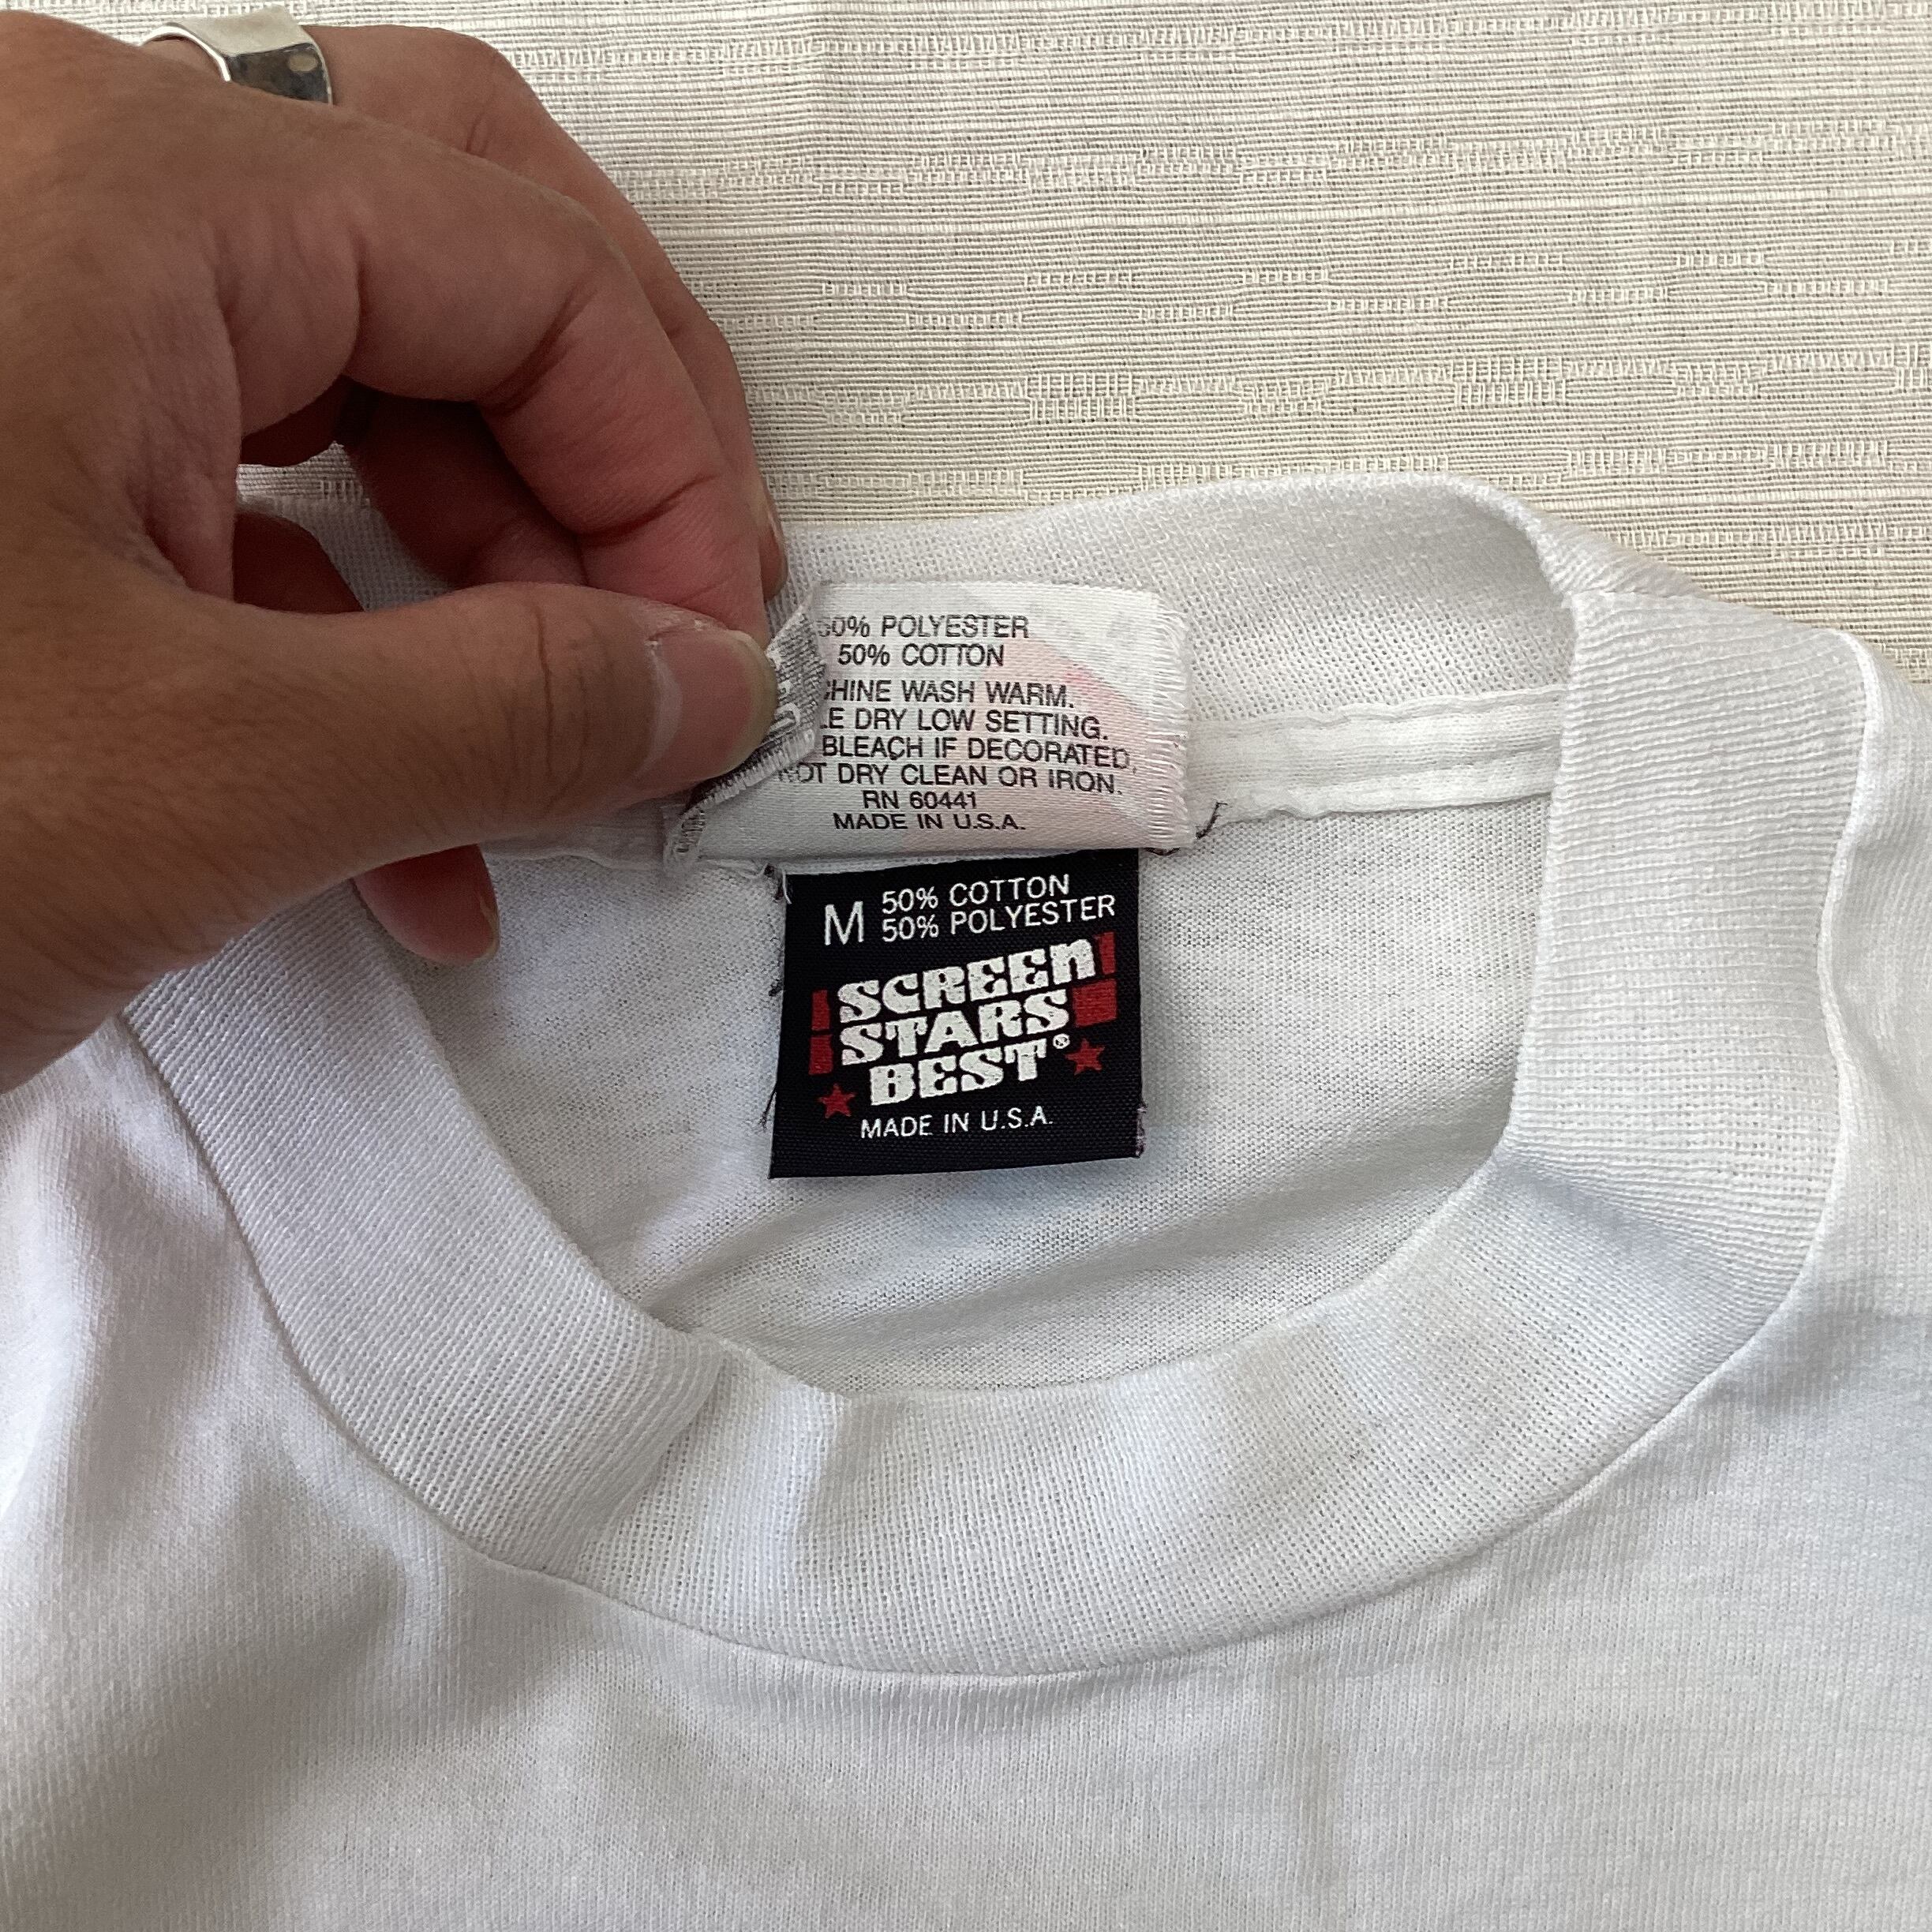 50% POLYESTER
50% COTTON
CHINE WASH WARM.
LE DRY LOW SETTING.
BLEACH IF DECORATED.
NOT DRY CLEAN OR IRON.
RN 60441
MADE IN U.S.A.
M 50% COTTON
50% POLYESTER
SCREEN
STARS
BEST®
MADE IN U.S.A.